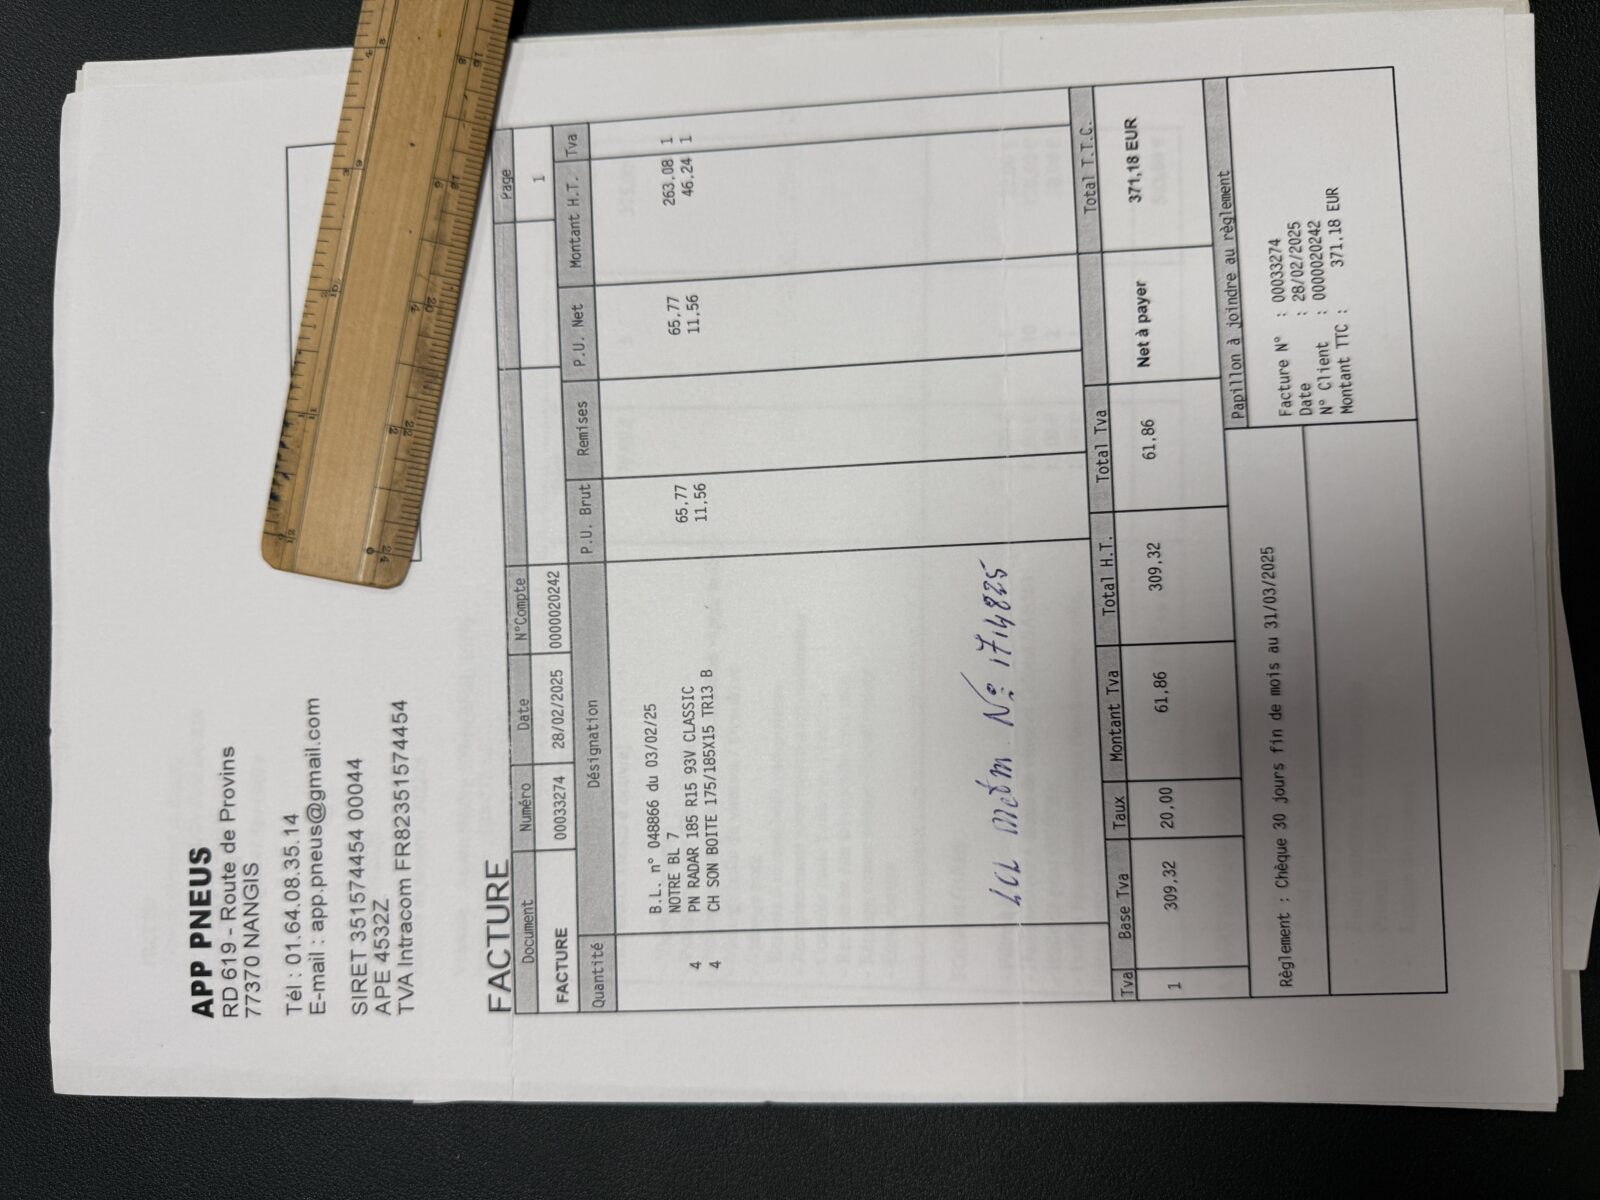 APP PNEUS
RD 619 - Route de Provins
77370 NANGIS
Tél : 01.64.08.35.14
E-mail : app.pneus@gmail.com
SIRET 351574454 00044
APE 4532Z
TVA Intracom FR82351574454
FACTURE
Document Numéro Date N°Compte Page
FACTURE 00033274 28/02/2025 0000020242 1
Quantité Désignation P.U. Brut Remises P.U. Net Montant H.T. Tva
B.L. n° 048866 du 03/02/25
NOTRE BL 7
4 PN RADAR 185 R15 93V CLASSIC 65,77 65,77 263,08 1
4 CH SON BOITE 175/185X15 TR13 B 11,56 11,56 46,24 1
LCL N°: 1714825
Tva Base Tva Taux Montant Tva Total H.T. Total Tva Total T.T.C.
1 309,32 20,00 61,86 309,32 61,86 Net à payer 371,18 EUR
Règlement : Chèque 30 jours fin de mois au 31/03/2025
Papillon à joindre au règlement
Facture N° : 00033274
Date : 28/02/2025
N° Client : 0000020242
Montant TTC : 371,18 EUR